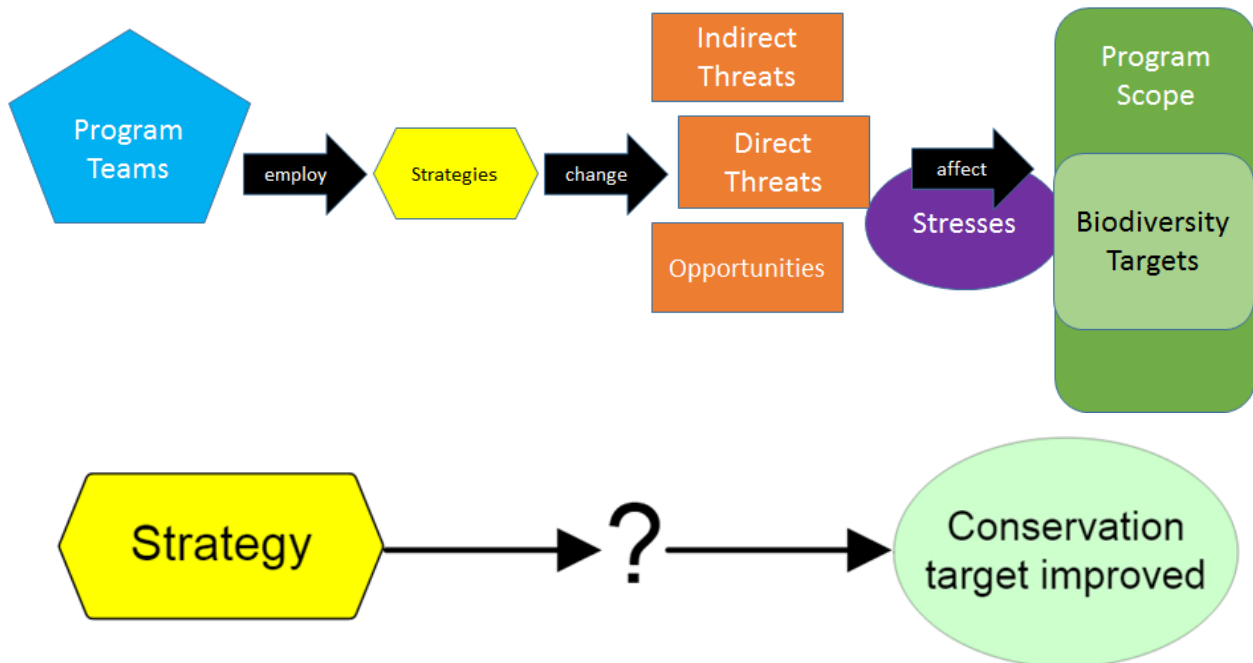 Program
Teams
employ
Strategies
change
Indirect
Threats
Direct
Threats
Opportunities
Stresses
affect
Program
Scope
Biodiversity
Targets
Strategy
?
Conservation
target improved